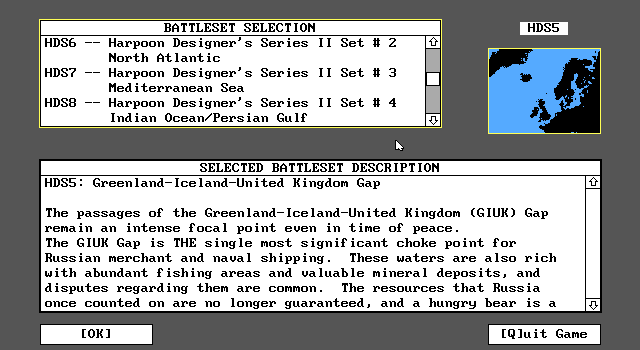 BATTLESET SELECTION
HDS6 -- Harpoon Designer's Series II Set # 2
North Atlantic
HDS7 -- Harpoon Designer's Series II Set # 3
Mediterranean Sea
HDS8 -- Harpoon Designer's Series II Set # 4
Indian Ocean/Persian Gulf
HDS5
SELECTED BATTLESET DESCRIPTION
HDS5: Greenland-Iceland-United Kingdom Gap
The passages of the Greenland-Iceland-United Kingdom (GIUK) Gap
remain an intense focal point even in time of peace.
The GIUK Gap is THE single most significant choke point for
Russian merchant and naval shipping.  These waters are also rich
with abundant fishing areas and valuable mineral deposits, and
disputes regarding them are common.  The resources that Russia
once counted on are no longer guaranteed, and a hungry bear is a
[OK]
[Q]uit Game